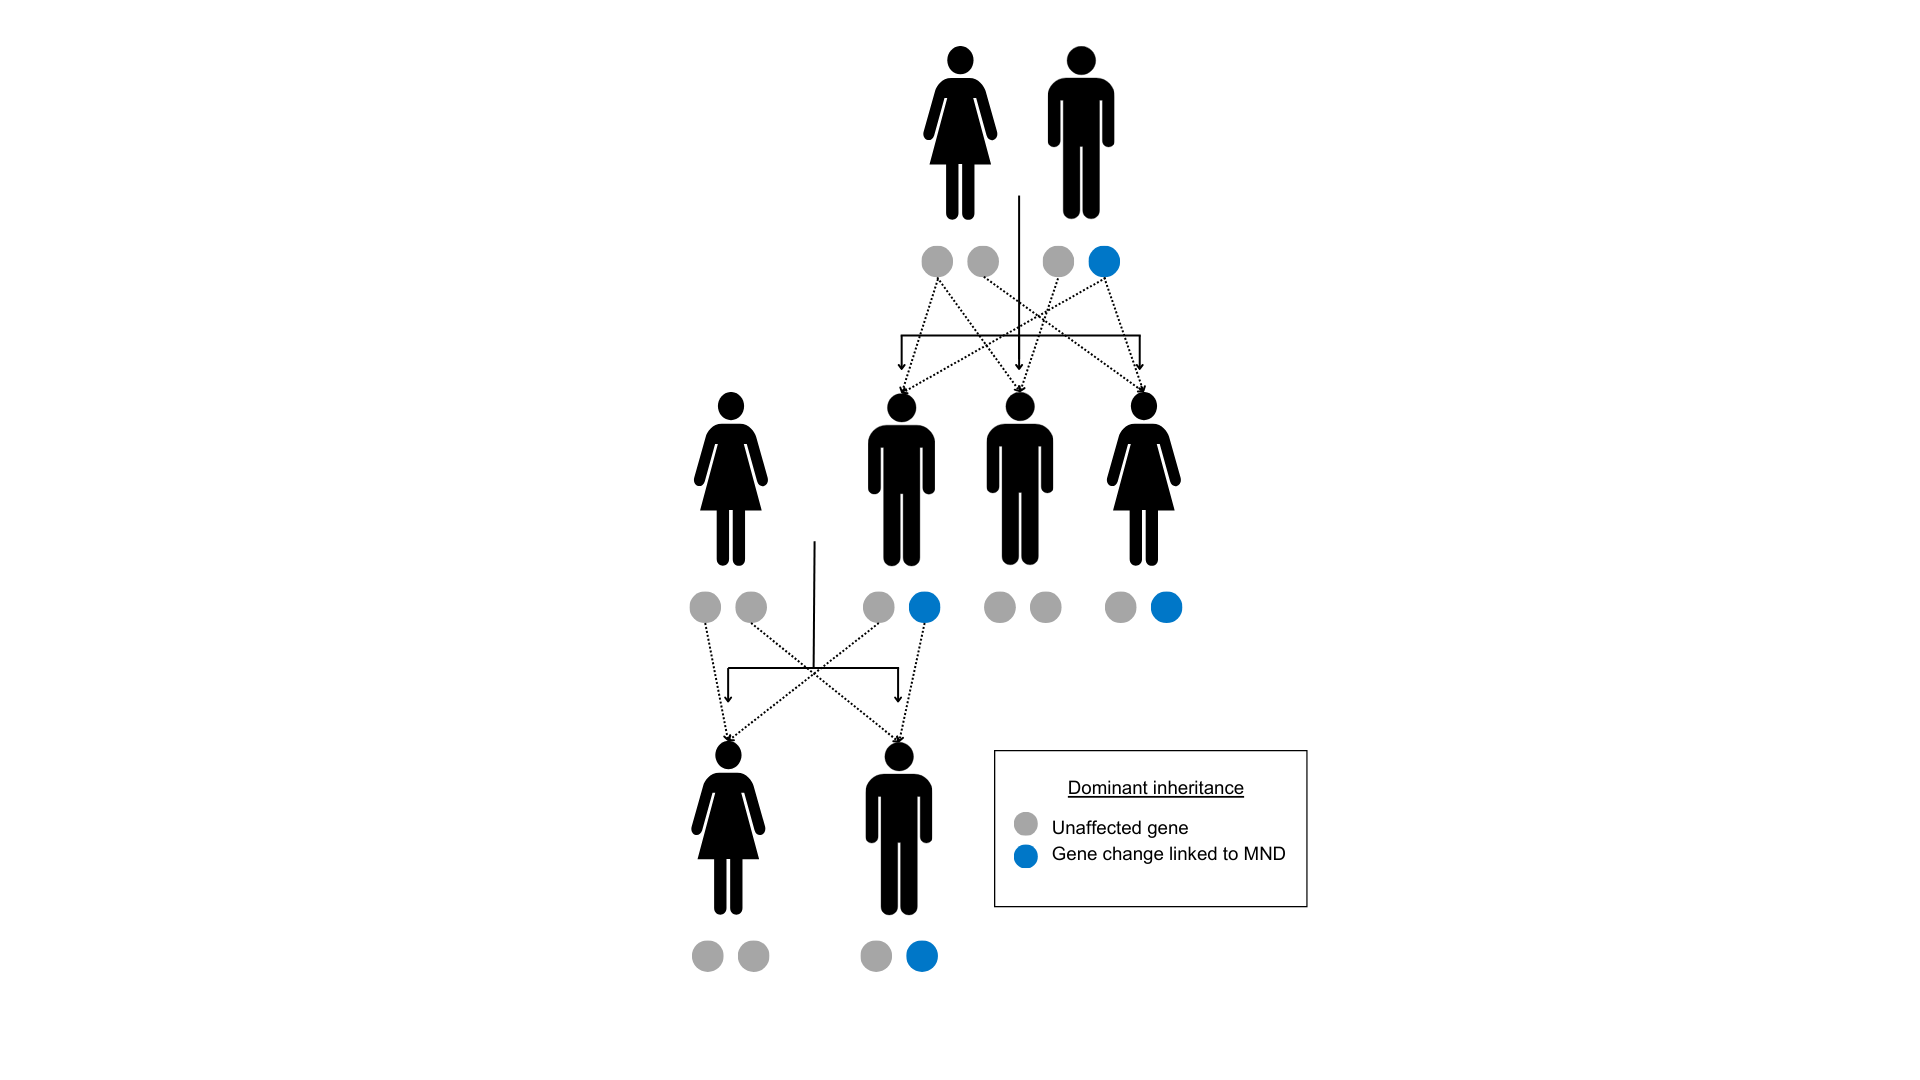 Dominant inheritance
Unaffected gene
Gene change linked to MND